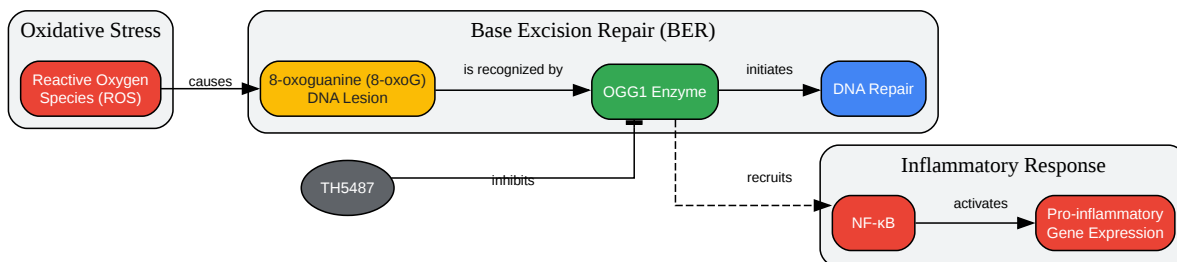 Oxidative Stress
Base Excision Repair (BER)
Reactive Oxygen
Species (ROS)
causes
8-oxoguanine (8-oxoG)
DNA Lesion
is recognized by
OGG1 Enzyme
initiates
DNA Repair
TH5487
inhibits
recruits
Inflammatory Response
NF-κB
activates
Pro-inflammatory
Gene Expression